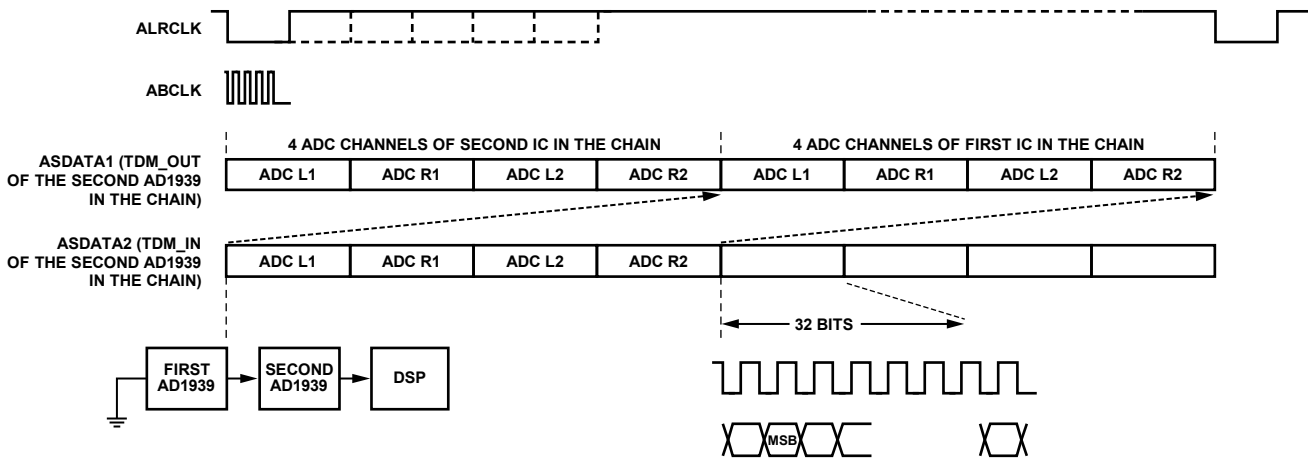 ALRCLK
ABCLK
4 ADC CHANNELS OF SECOND IC IN THE CHAIN
4 ADC CHANNELS OF FIRST IC IN THE CHAIN
ASDATA1 (TDM_OUT
OF THE SECOND AD1939
IN THE CHAIN)
ADC L1
ADC R1
ADC L2
ADC R2
ADC L1
ADC R1
ADC L2
ADC R2
ASDATA2 (TDM_IN
OF THE SECOND AD1939
IN THE CHAIN)
ADC L1
ADC R1
ADC L2
ADC R2
32 BITS
FIRST
AD1939
SECOND
AD1939
DSP
MSB